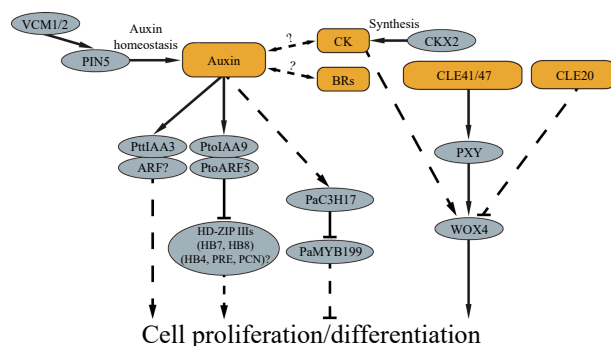 VCM1/2
PIN5
Auxin
homeostasis
Auxin
?
?
CK
BRs
Synthesis
CKX2
CLE41/47
CLE20
PttIAA3
ARF?
PtoIAA9
PtoARF5
PXY
PaC3H17
HD-ZIP IIIs
(HB7, HB8)
(HB4, PRE, PCN)?
PaMYB199
WOX4
Cell proliferation/differentiation